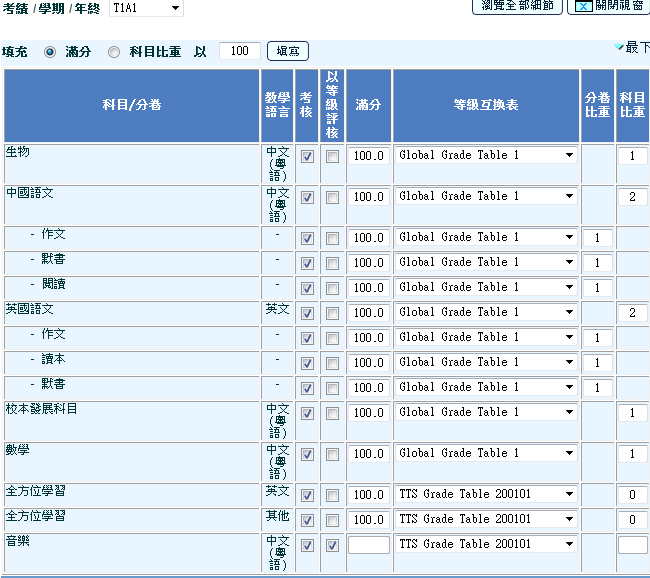 考績 / 學期 / 年終 T1A1 瀏覽全部細節 關閉視窗
填充 滿分 科目比重 以 100 填寫 最下
科目/分卷 教學語言 考核 以等級評核 滿分 等級互換表 分卷比重 科目比重
生物 中文(粵語) 100.0 Global Grade Table 1 1
中國語文 中文(粵語) 100.0 Global Grade Table 1 2
- 作文 - 100.0 Global Grade Table 1 1
- 默書 - 100.0 Global Grade Table 1 1
- 閱讀 - 100.0 Global Grade Table 1 1
英國語文 英文 100.0 Global Grade Table 1 2
- 作文 - 100.0 Global Grade Table 1 1
- 讀本 - 100.0 Global Grade Table 1 1
- 默書 - 100.0 Global Grade Table 1 1
校本發展科目 中文(粵語) 100.0 Global Grade Table 1 1
數學 中文(粵語) 100.0 Global Grade Table 1 1
全方位學習 英文 100.0 TTS Grade Table 200101 0
全方位學習 其他 100.0 TTS Grade Table 200101 0
音樂 中文(粵語) TTS Grade Table 200101